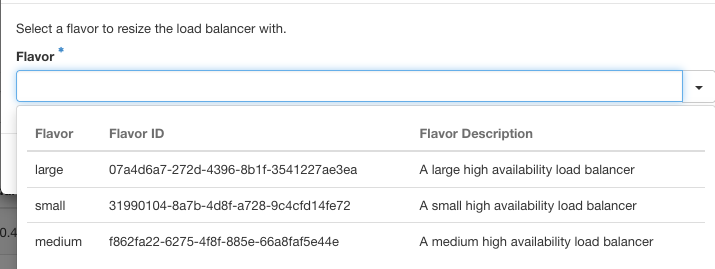 Select a flavor to resize the load balancer with.
Flavor *
Flavor Flavor ID Flavor Description
large 07a4d6a7-272d-4396-8b1f-3541227ae3ea A large high availability load balancer
small 31990104-8a7b-4d8f-a728-9c4cfd14fe72 A small high availability load balancer
0.4
medium f862fa22-6275-4f8f-885e-66a8faf5e44e A medium high availability load balancer